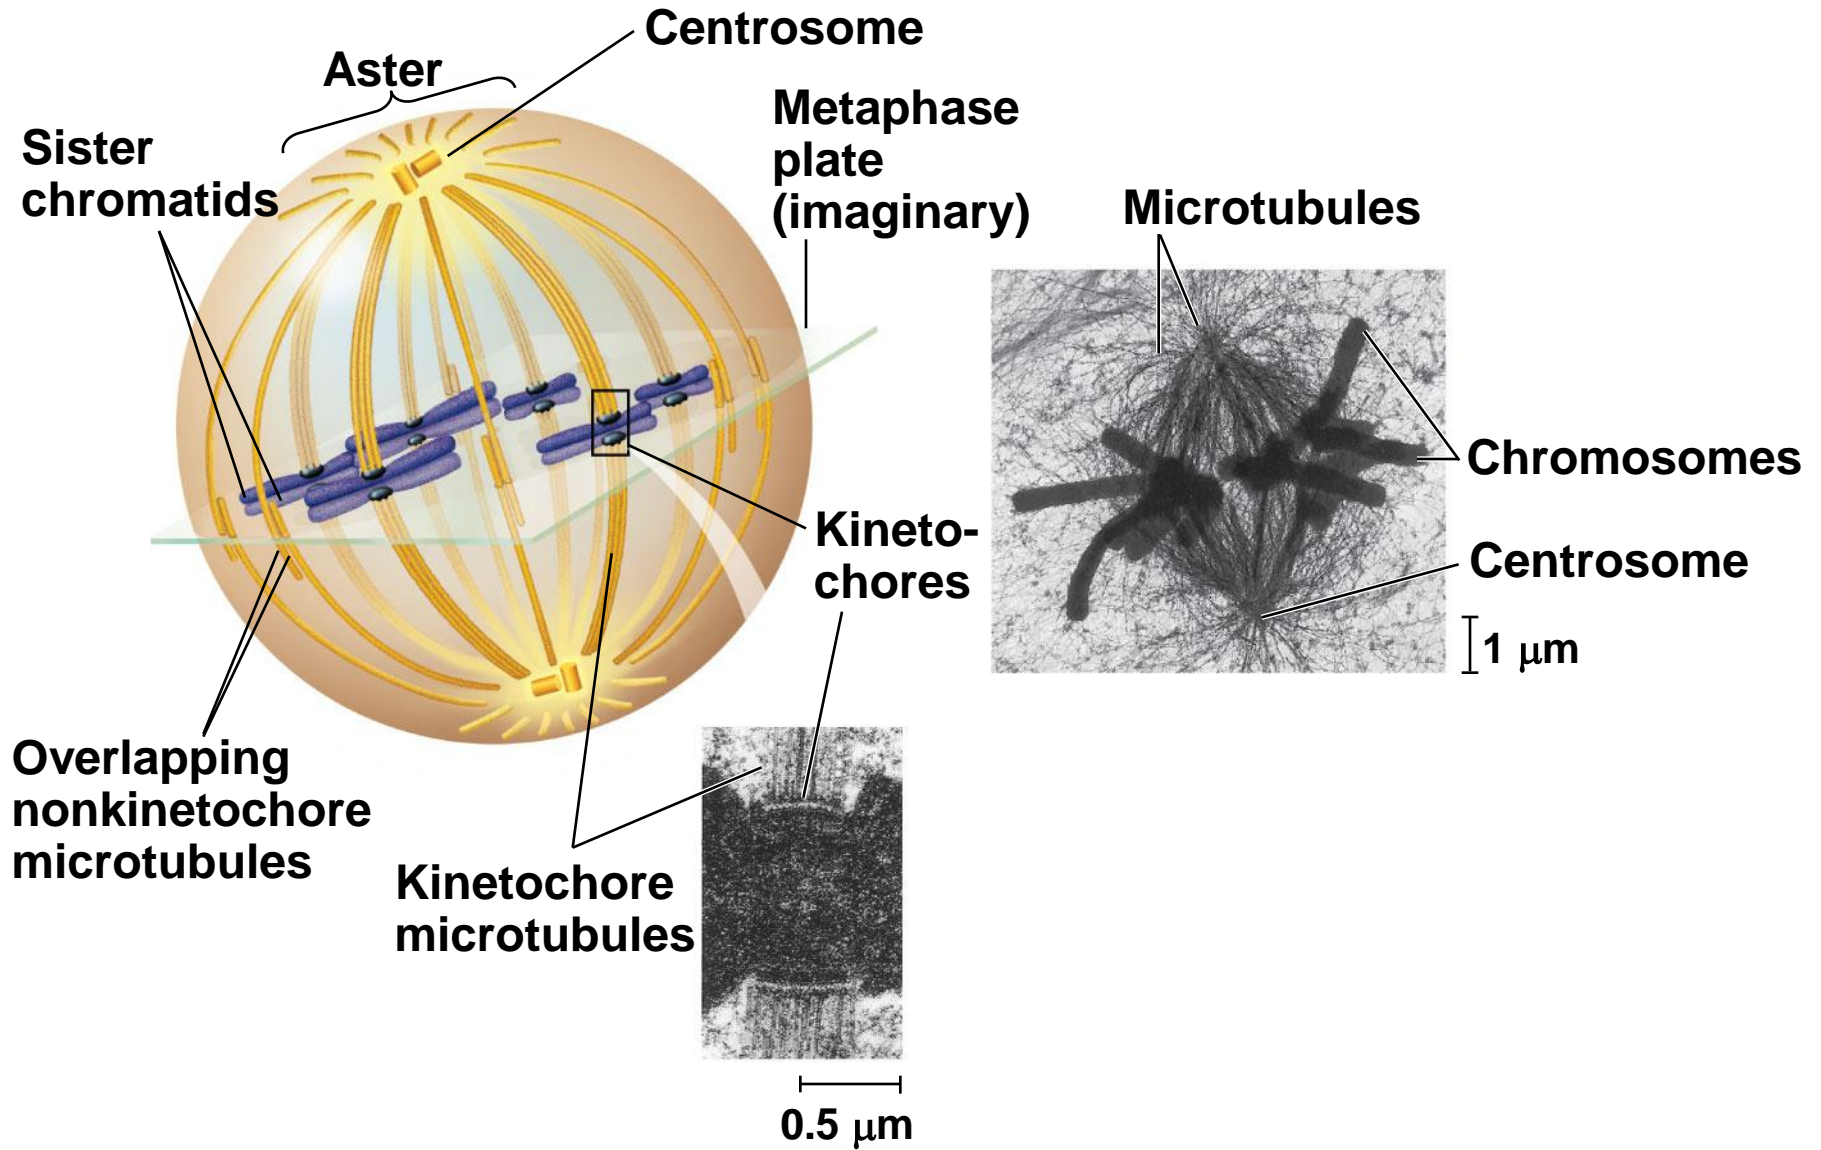 Centrosome
Aster
Sister
chromatids
Metaphase
plate
(imaginary)
Microtubules
Chromosomes
Kineto-
chores
Centrosome
1 μm
Overlapping
nonkinetochore
microtubules
Kinetochore
microtubules
0.5 μm